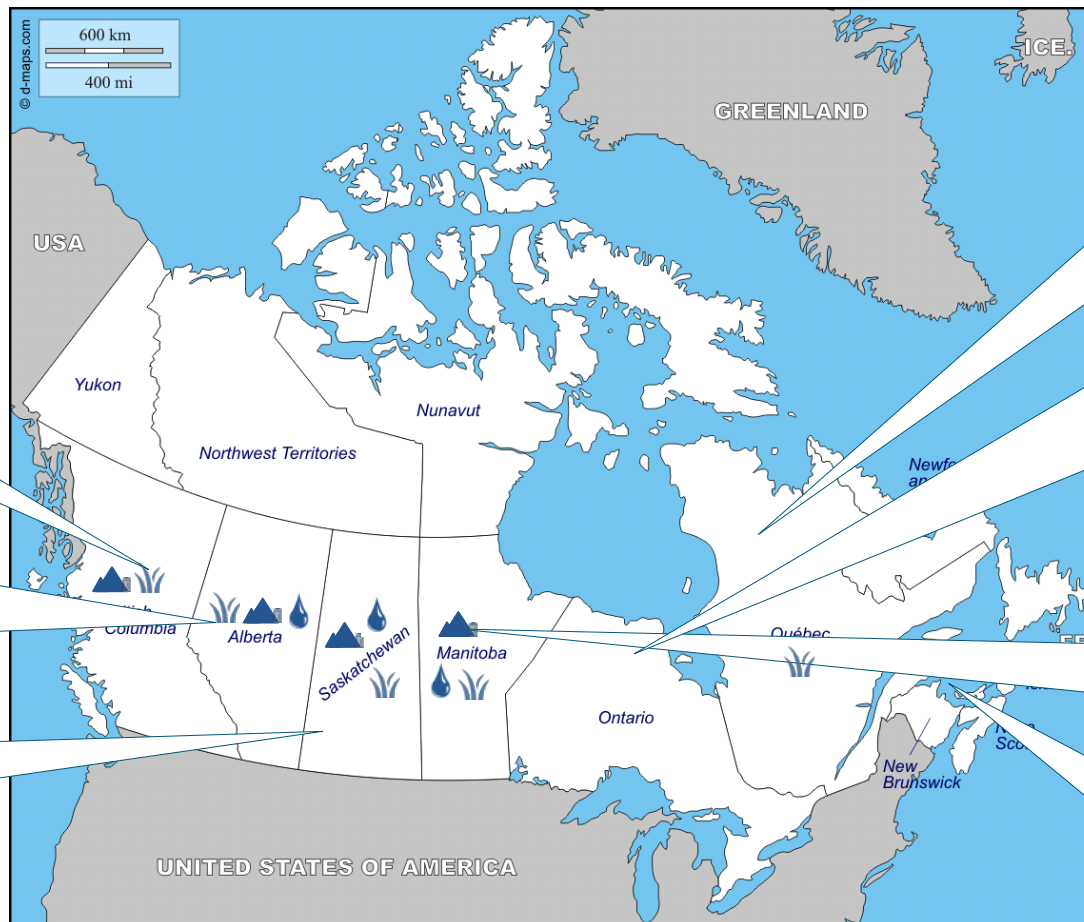 600 km
400 mi
© d-maps.com
ICE.
GREENLAND
USA
Yukon
Nunavut
Northwest Territories
Columbia
Alberta
Saskatchewan
Manitoba
Ontario
Québec
New
Brunswick
UNITED STATES OF AMERICA